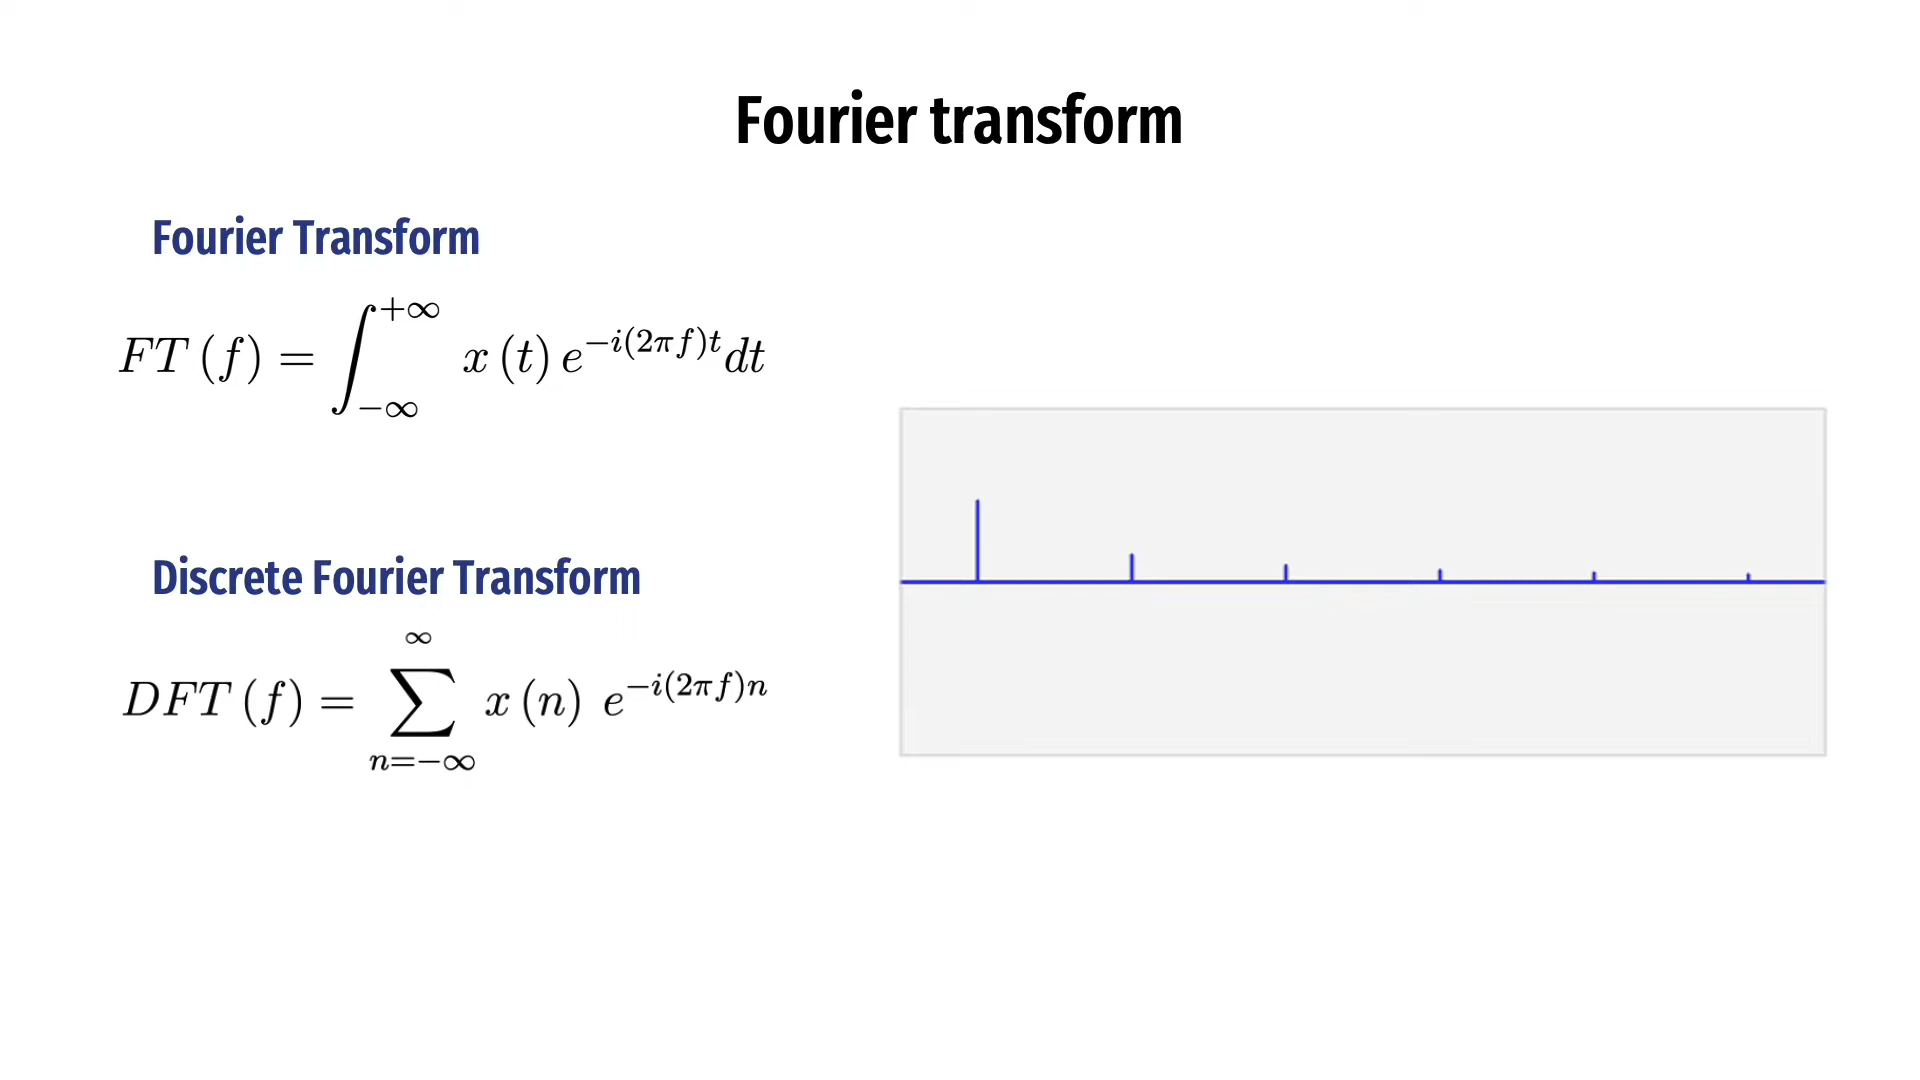 Fourier transform
Fourier Transform
FT (f) = ∫_{-∞}^{+∞} x (t) e^{-i(2πf)t} dt
Discrete Fourier Transform
DFT (f) = ∑_{n=-∞}^{∞} x (n) e^{-i(2πf)n}